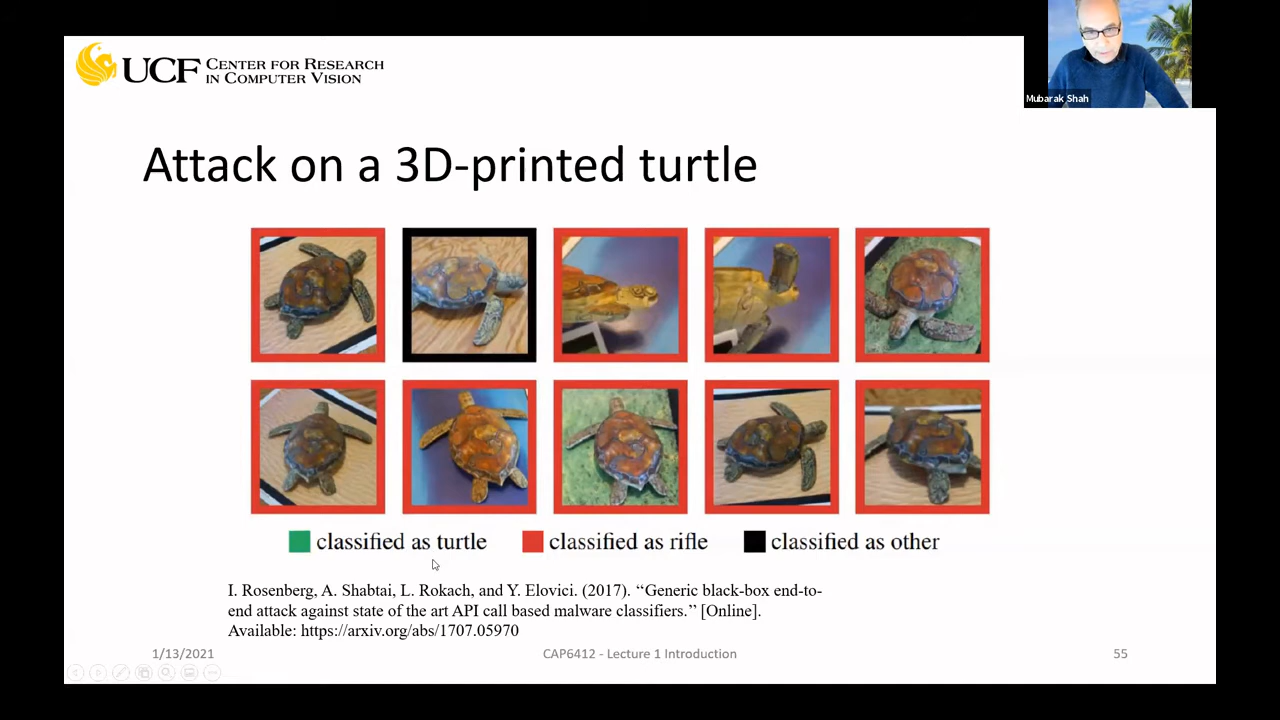 UCF CENTER FOR RESEARCH
IN COMPUTER VISION
Mubarak Shah
Attack on a 3D-printed turtle
classified as turtle
classified as rifle
classified as other
I. Rosenberg, A. Shabtai, L. Rokach, and Y. Elovici. (2017). ‘‘Generic black-box end-to-
end attack against state of the art API call based malware classifiers.’’ [Online].
Available: https://arxiv.org/abs/1707.05970
1/13/2021
CAP6412 - Lecture 1 Introduction
55